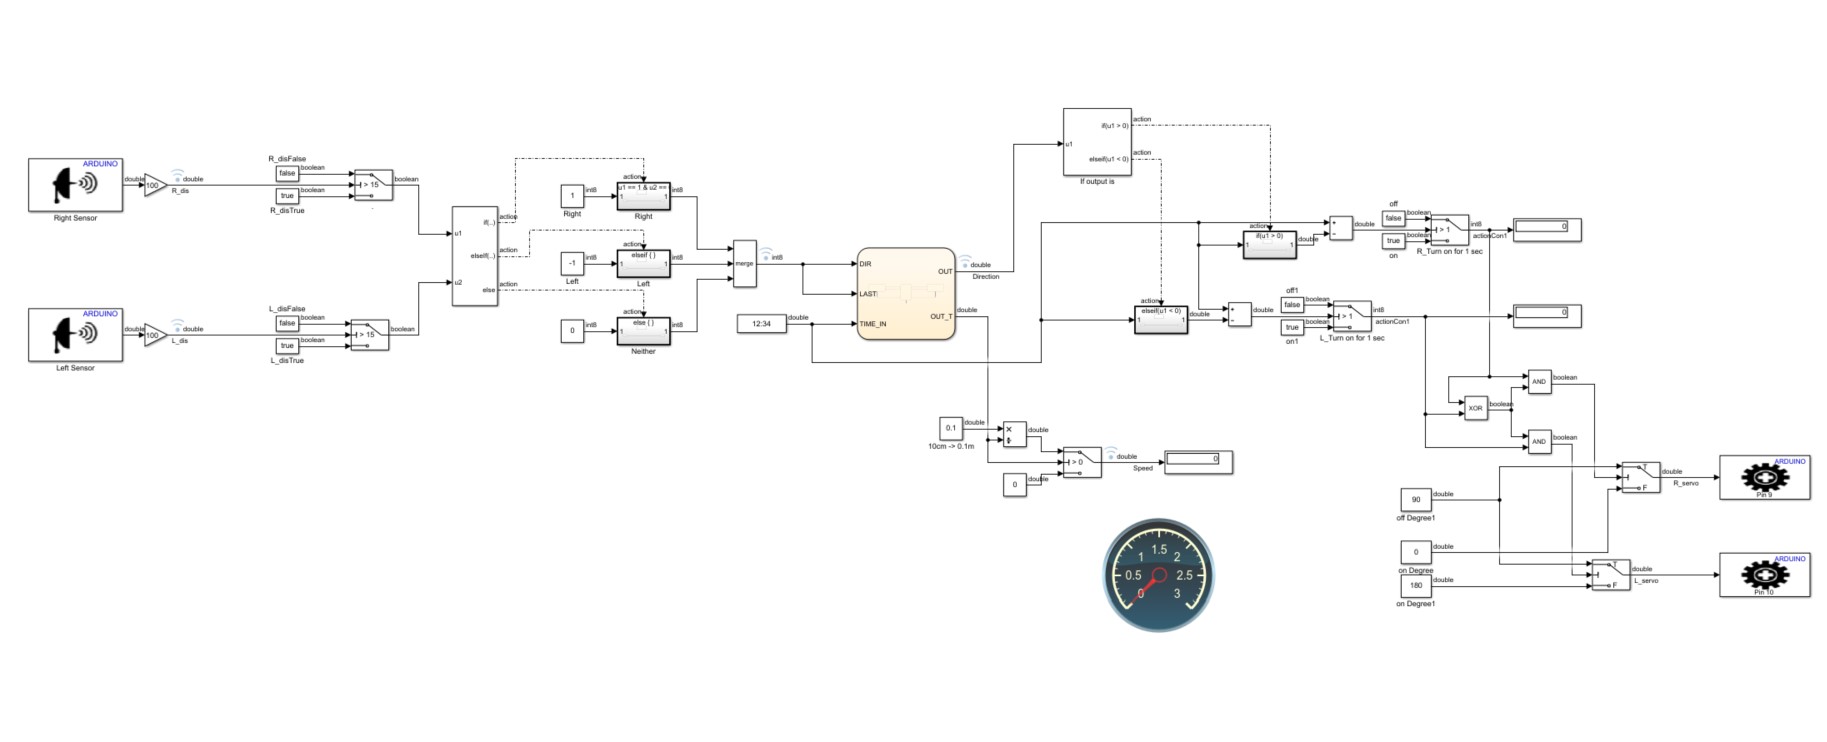 ARDUINO
Right Sensor
double
100
double
R_dis
R_disFalse
false
boolean
true
boolean
R_disTrue
> 15
boolean
ARDUINO
Left Sensor
double
100
double
L_dis
L_disFalse
false
boolean
true
boolean
L_disTrue
> 15
boolean
u1
u2
if(..)
elseif(..)
else
action
action
action
1
int8
Right
action
u1 == 1 & u2 ==
1
1
int8
Right
-1
int8
Left
action
elseif { }
1
1
int8
Left
0
int8
action
else { }
1
1
int8
Neither
merge
int8
12:34
double
DIR
LAST
TIME_IN
OUT
OUT_T
double
Direction
double
u1
if(u1 > 0)
elseif(u1 < 0)
action
action
If output is
action
if(u1 > 0)
1
double
action
elseif(u1 < 0)
1
1
double
+
−
double
off
false
boolean
true
boolean
on
> 1
int8
actionCon1
R_Turn on for 1 sec
0
+
−
double
off1
false
boolean
true
boolean
on1
> 1
int8
actionCon1
L_Turn on for 1 sec
0
XOR
boolean
AND
boolean
AND
boolean
0.1
double
10cm -> 0.1m
×
÷
double
0
double
> 0
double
Speed
0
0
0.5
1
1.5
2
2.5
3
90
double
off Degree1
0
double
on Degree
180
double
on Degree1
T
F
double
R_servo
ARDUINO
Pin 9
T
F
double
L_servo
ARDUINO
Pin 10